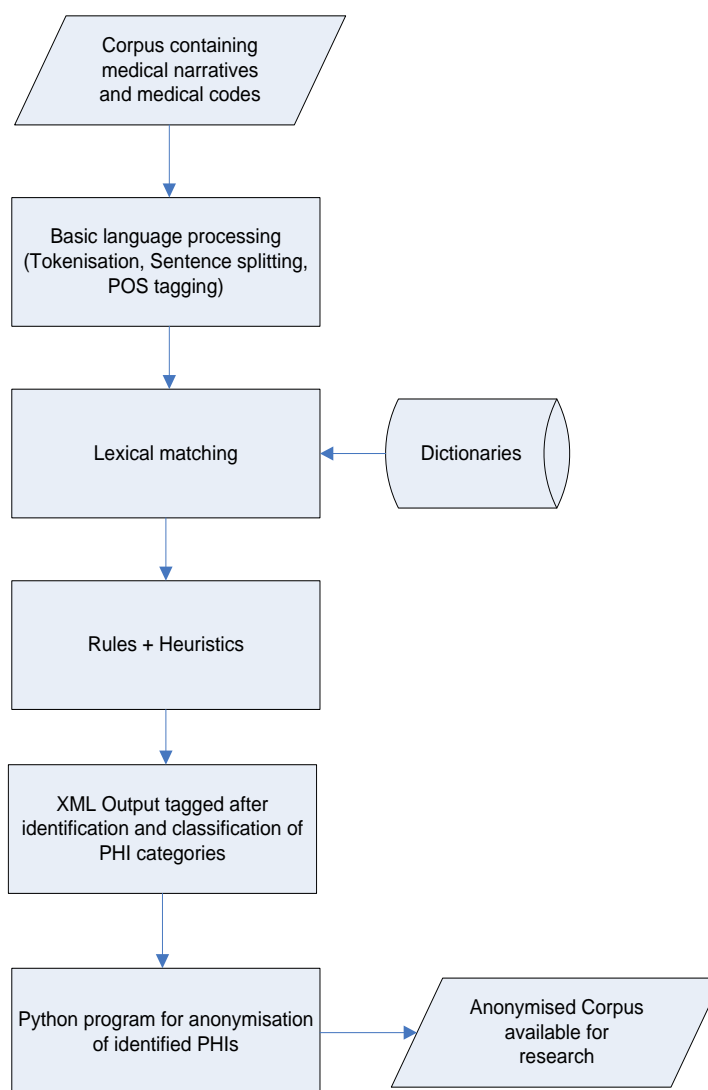 Corpus containing
medical narratives
and medical codes
Basic language processing
(Tokenisation, Sentence splitting,
POS tagging)
Lexical matching
Dictionaries
Rules + Heuristics
XML Output tagged after
identification and classification of
PHI categories
Python program for anonymisation
of identified PHIs
Anonymised Corpus
available for
research